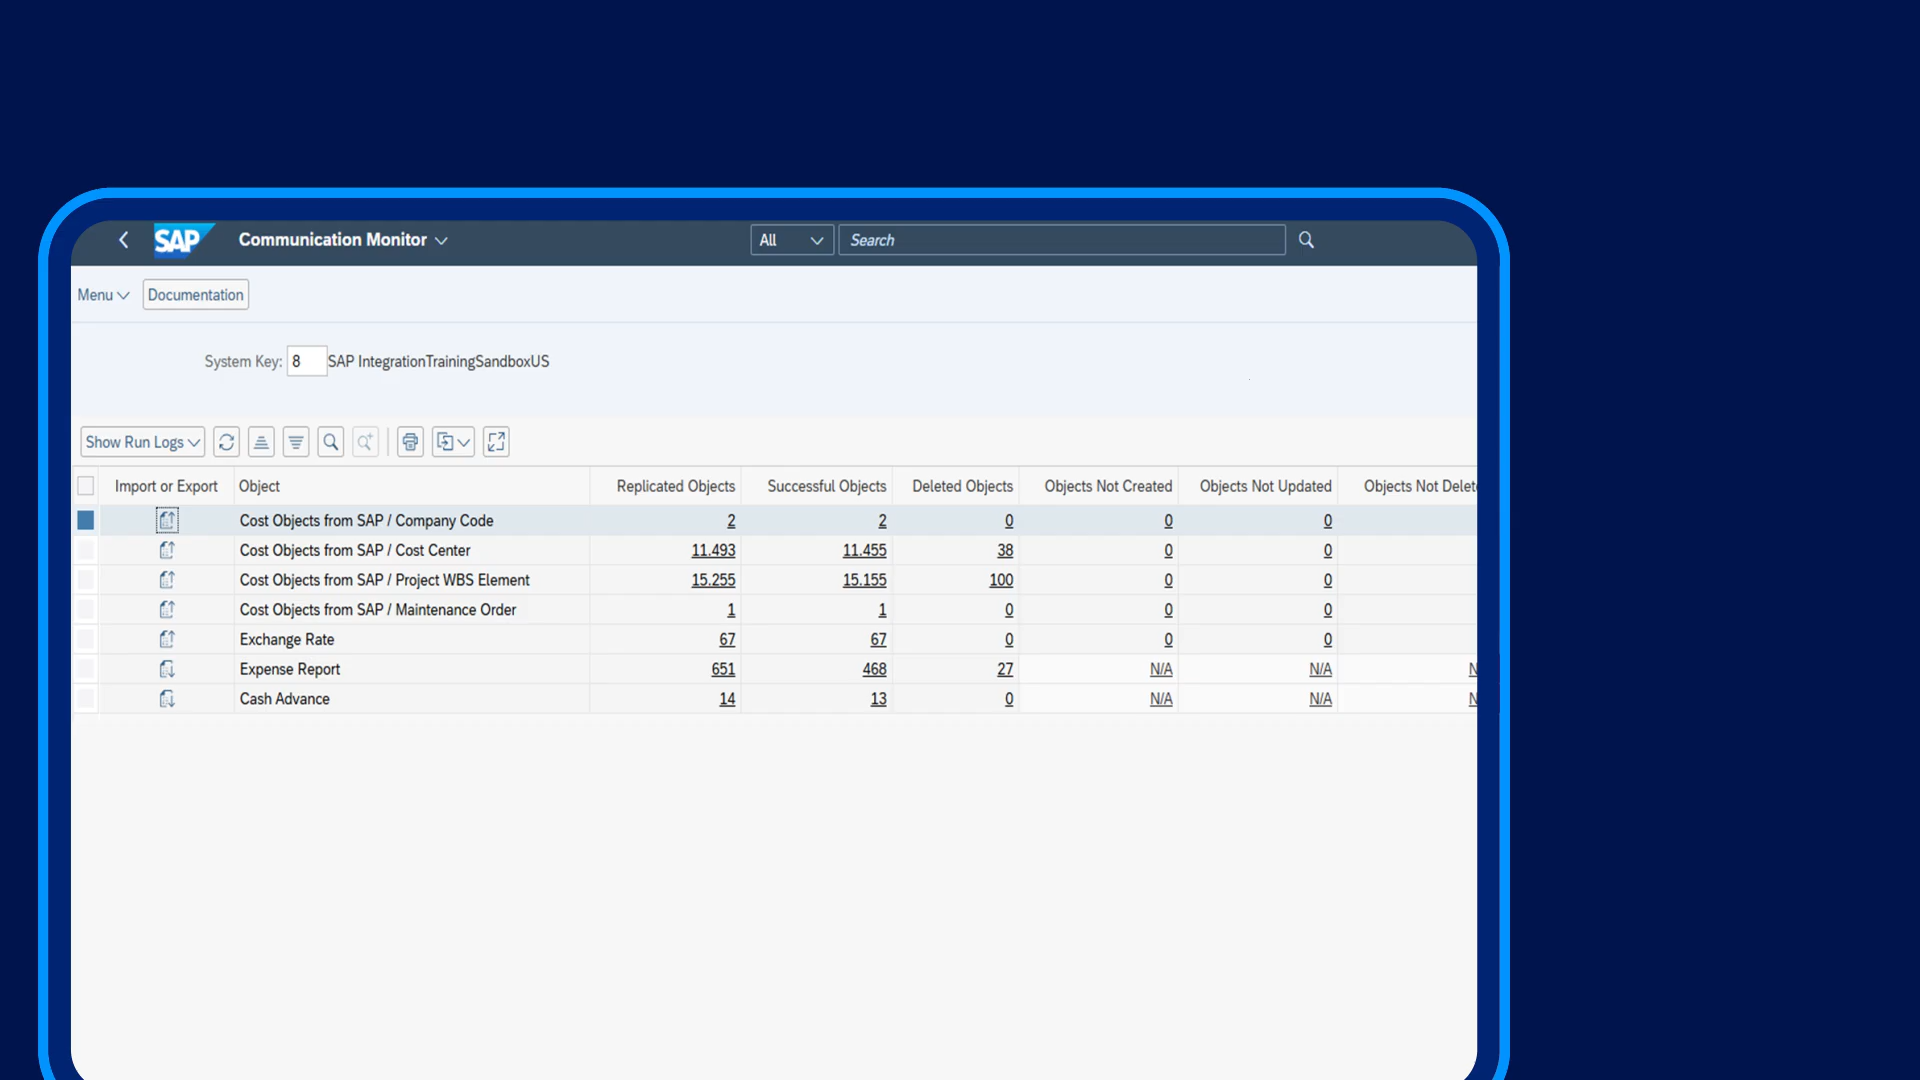 SAP Communication Monitor All Search
Menu Documentation
System Key: 8 SAP IntegrationTrainingSandboxUS
Show Run Logs
Import or Export Object Replicated Objects Successful Objects Deleted Objects Objects Not Created Objects Not Updated Objects Not Delet
Cost Objects from SAP / Company Code 2 2 0 0 0
Cost Objects from SAP / Cost Center 11.493 11.455 38 0 0
Cost Objects from SAP / Project WBS Element 15.255 15.155 100 0 0
Cost Objects from SAP / Maintenance Order 1 1 0 0 0
Exchange Rate 67 67 0 0 0
Expense Report 651 468 27 N/A N/A N
Cash Advance 14 13 0 N/A N/A N